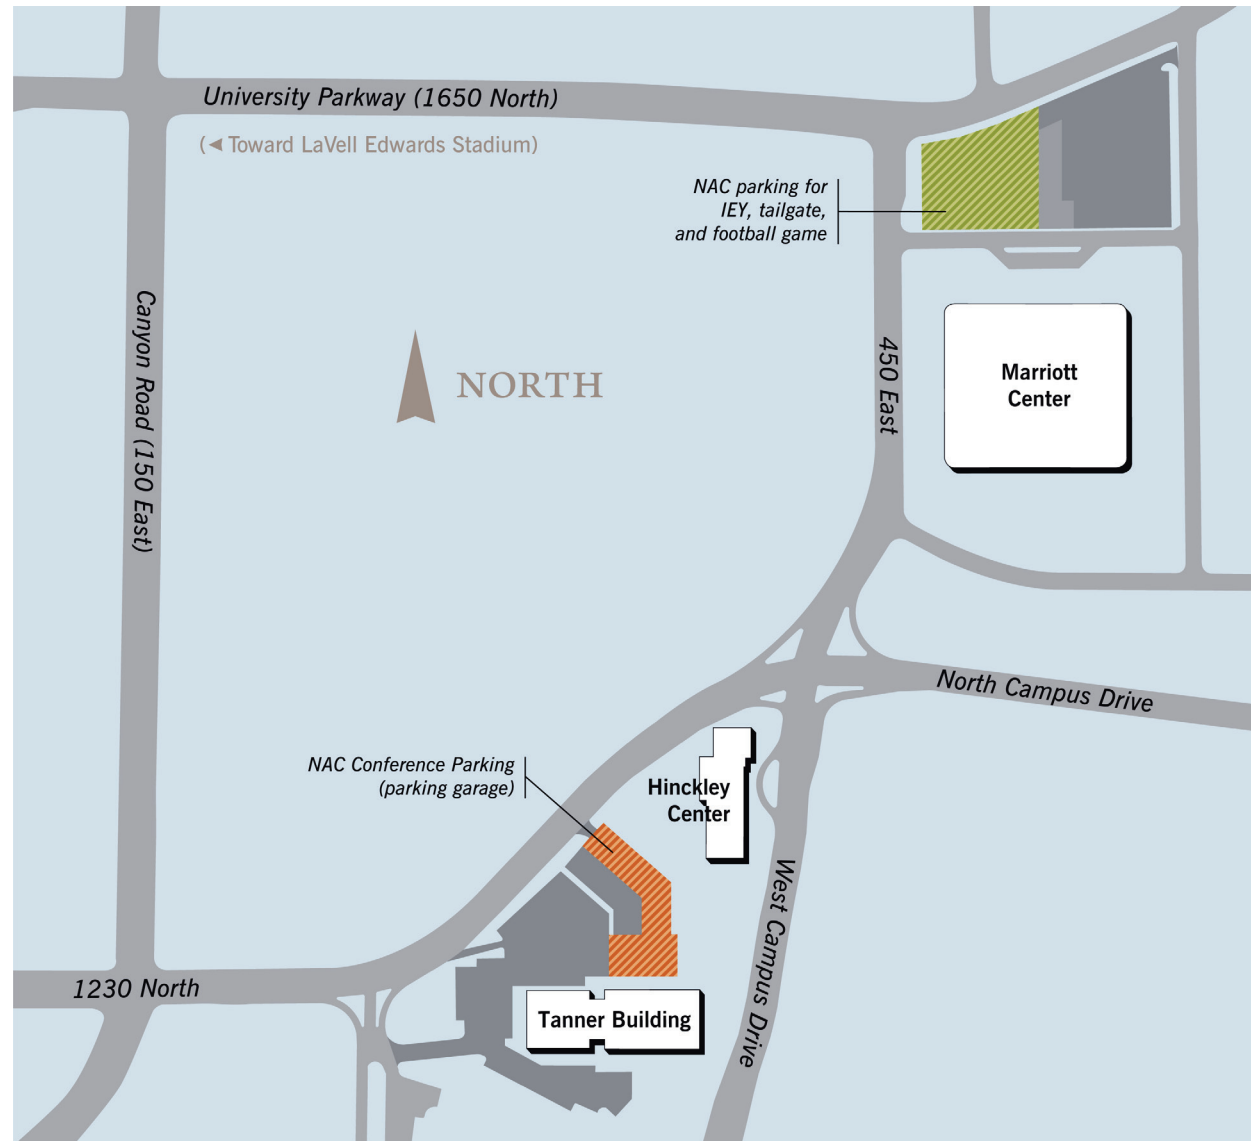 University Parkway (1650 North)
(◄ Toward LaVell Edwards Stadium)
NAC parking for
IEY, tailgate,
and football game
Canyon Road (150 East)
NORTH
450 East
Marriott
Center
North Campus Drive
NAC Conference Parking
(parking garage)
Hinckley
Center
West Campus Drive
1230 North
Tanner Building